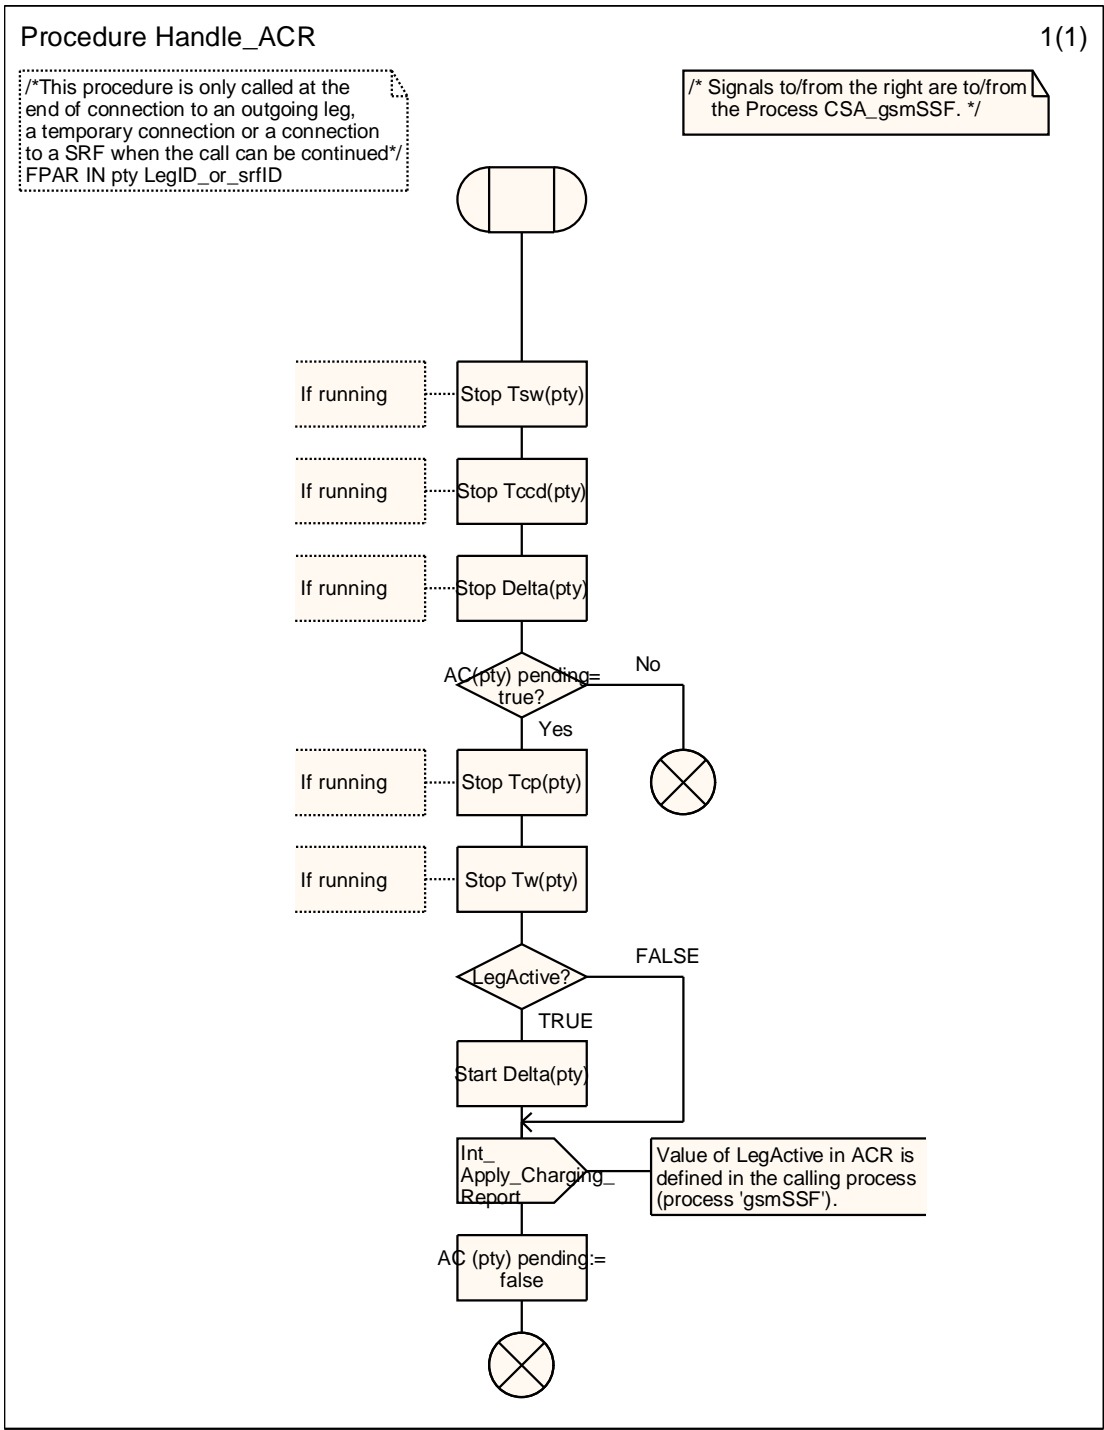 Procedure Handle_ACR
1(1)
/*This procedure is only called at the
end of connection to an outgoing leg,
a temporary connection or a connection
to a SRF when the call can be continued*/
FPAR IN pty LegID_or_srfID
/* Signals to/from the right are to/from
the Process CSA_gsmSSF. */
If running
Stop Tsw(pty)
If running
Stop Tccd(pty)
If running
Stop Delta(pty)
AC(pty) pending=
true?
No
Yes
If running
Stop Tcp(pty)
If running
Stop Tw(pty)
LegActive?
FALSE
TRUE
Start Delta(pty)
Int_
Apply_Charging_
Report
Value of LegActive in ACR is
defined in the calling process
(process 'gsmSSF').
AC (pty) pending:=
false